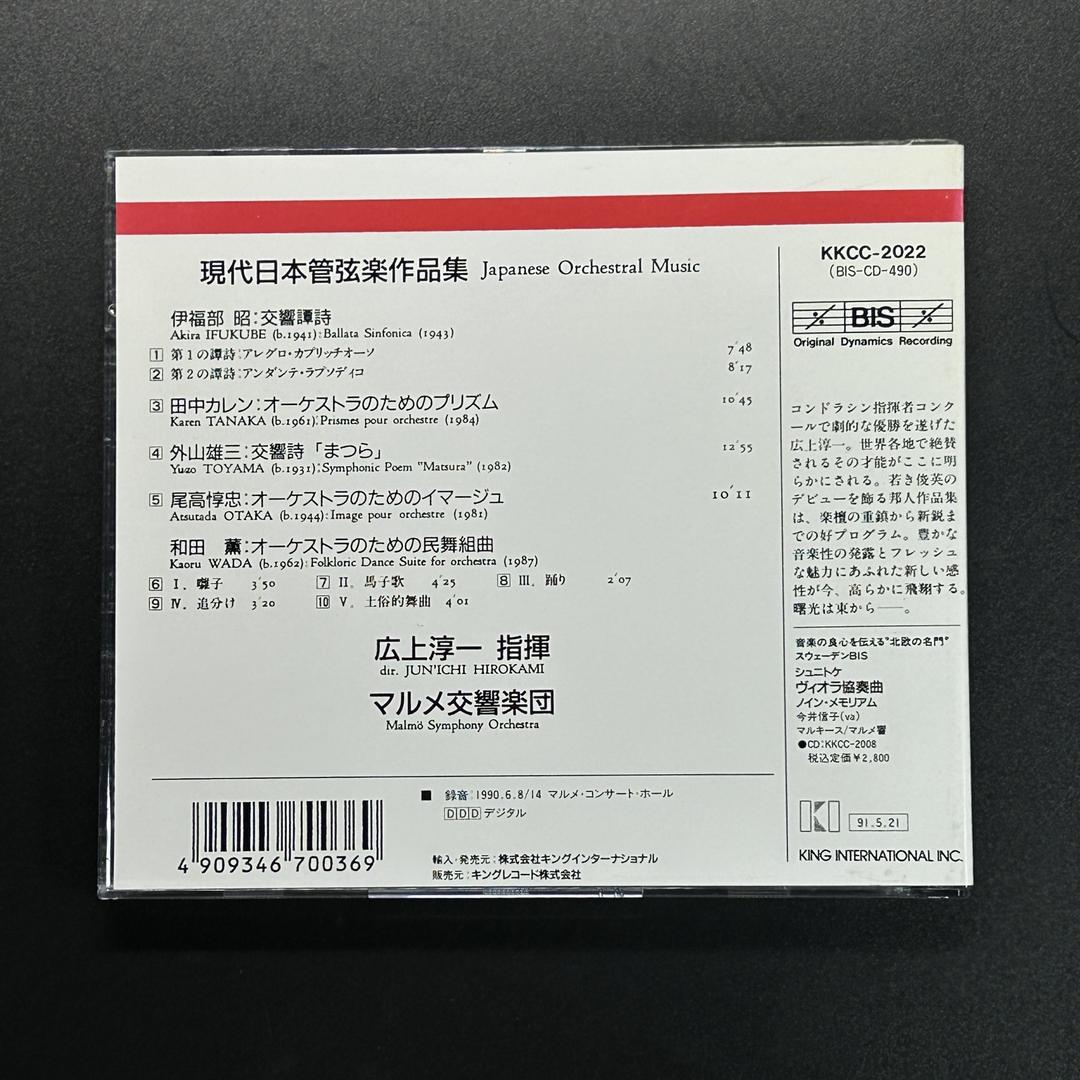 現代日本管弦楽作品集 Japanese Orchestral Music
伊福部 昭:交響譚詩
Akira IFUKUBE (b.1941):Ballata Sinfonica (1943)
1 第1の譚詩:アレグロ・カプリッチオーソ 7'48
2 第2の譚詩:アンダンテ・ラプソディコ 8'17
3 田中カレン:オーケストラのためのプリズム 10'45
Karen TANAKA (b.1961):Prismes pour orchestre (1984)
4 外山雄三:交響詩「まつら」 12'55
Yuzo TOYAMA (b.1931):Symphonic Poem "Matsura" (1982)
5 尾高惇忠:オーケストラのためのイマージュ 10'11
Atsutada OTAKA (b.1944):Image pour orchestre (1981)
和田 薫:オーケストラのための民舞組曲
Kaoru WADA (b.1962):Folkloric Dance Suite for orchestra (1987)
6 I. 囃子 3'50 7 II. 馬子歌 4'25 8 III. 踊り 2'07
9 IV. 追分け 3'20 10 V. 土俗的舞曲 4'01
広上淳一 指揮
dir. JUN'ICHI HIROKAMI
マルメ交響楽団
Malmö Symphony Orchestra
■ 録音:1990.6.8/14 マルメ・コンサート・ホール
DDD デジタル
4 909346 700369
輸入・発売元:株式会社キングインターナショナル
販売元:キングレコード株式会社
KKCC-2022
(BIS-CD-490)
BIS
Original Dynamics Recording
コンドラシン指揮者コンク
ールで劇的な優勝を遂げた
広上淳一。世界各地で絶賛
されるその才能がここに明
らかにされる。若き俊英の
デビューを飾る邦人作品集
は、楽壇の重鎮から新鋭ま
での好プログラム。豊かな
音楽性の発露とフレッシュ
な魅力にあふれた新しい感
性が今、高らかに飛翔する。
曙光は東から――。
音楽の良心を伝える"北欧の名門"
スウェーデンBIS
シュニトケ
ヴィオラ協奏曲
イン・メモリアム
今井信子(va)
マルキース/マルメ響
●CD:KKCC-2008
税込定価¥2,800
KI 91.5.21
KING INTERNATIONAL INC.